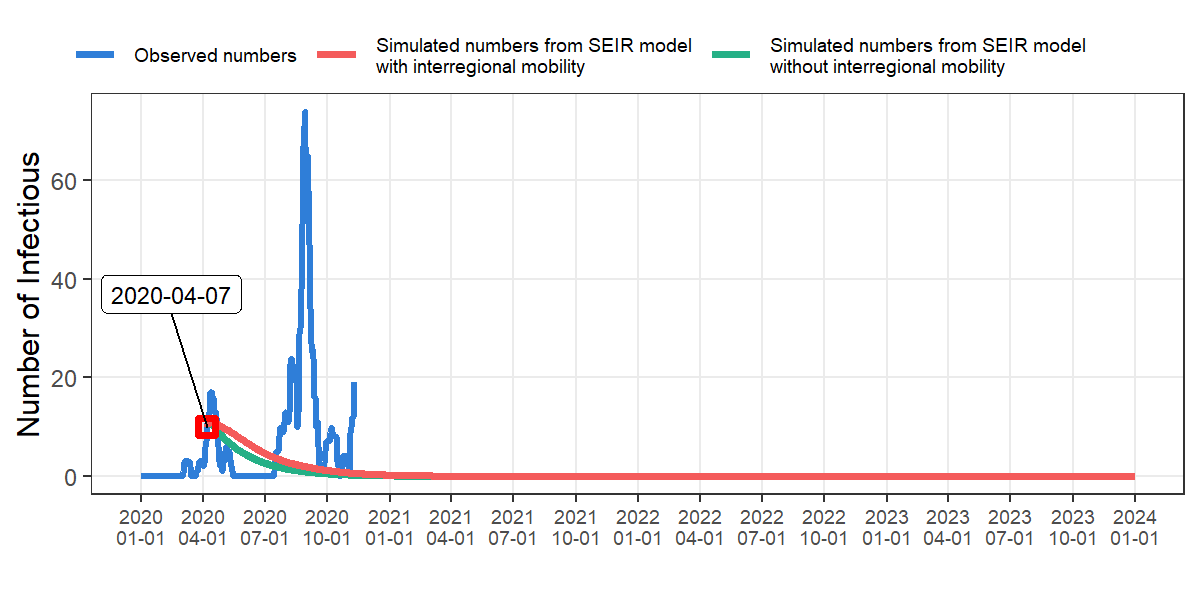 Observed numbers
Simulated numbers from SEIR model
with interregional mobility
Simulated numbers from SEIR model
without interregional mobility
Number of Infectious
60
40
20
0
2020-04-07
2020 2020 2020 2020 2021 2021 2021 2021 2022 2022 2022 2022 2023 2023 2023 2023 2024
01-01 04-01 07-01 10-01 01-01 04-01 07-01 10-01 01-01 04-01 07-01 10-01 01-01 04-01 07-01 10-01 01-01